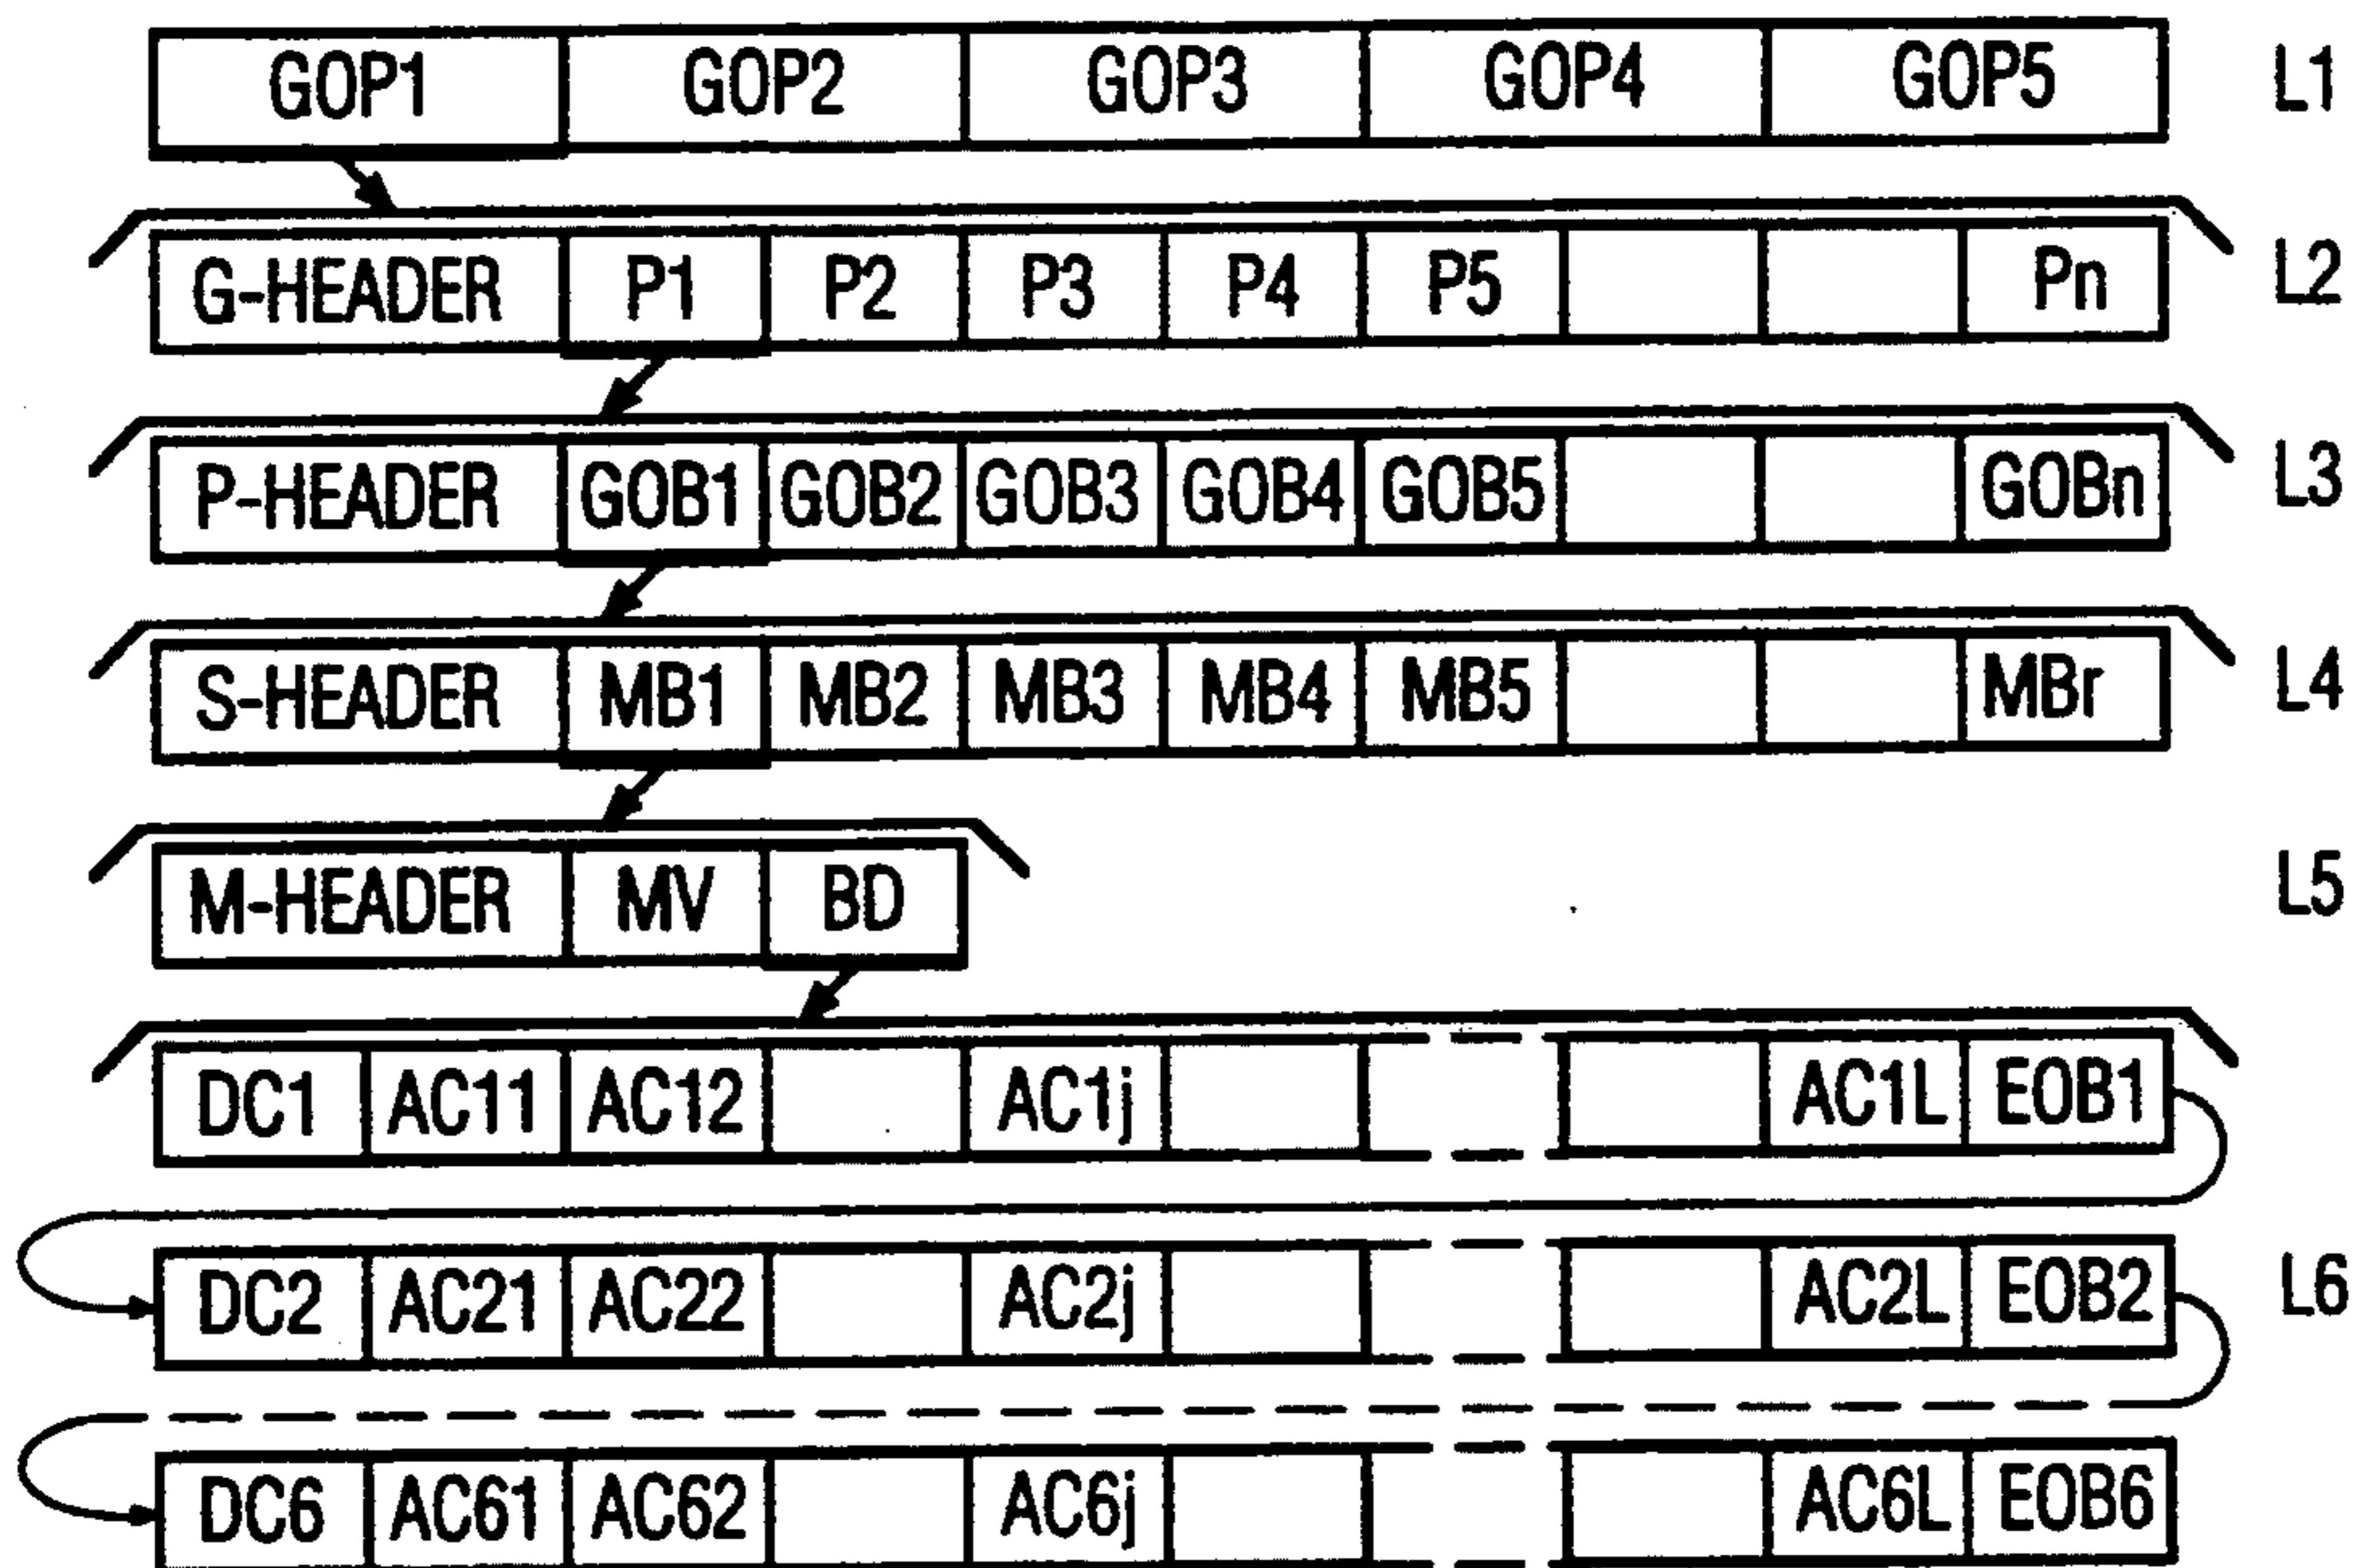 GOP1 GOP2 GOP3 GOP4 GOP5 L1
G-HEADER P1 P2 P3 P4 P5 Pn L2
P-HEADER GOB1 GOB2 GOB3 GOB4 GOB5 GOBn L3
S-HEADER MB1 MB2 MB3 MB4 MB5 MBr L4
M-HEADER MV BD L5
DC1 AC11 AC12 AC1j AC1L EOB1
DC2 AC21 AC22 AC2j AC2L EOB2 L6
DC6 AC61 AC62 AC6j AC6L EOB6